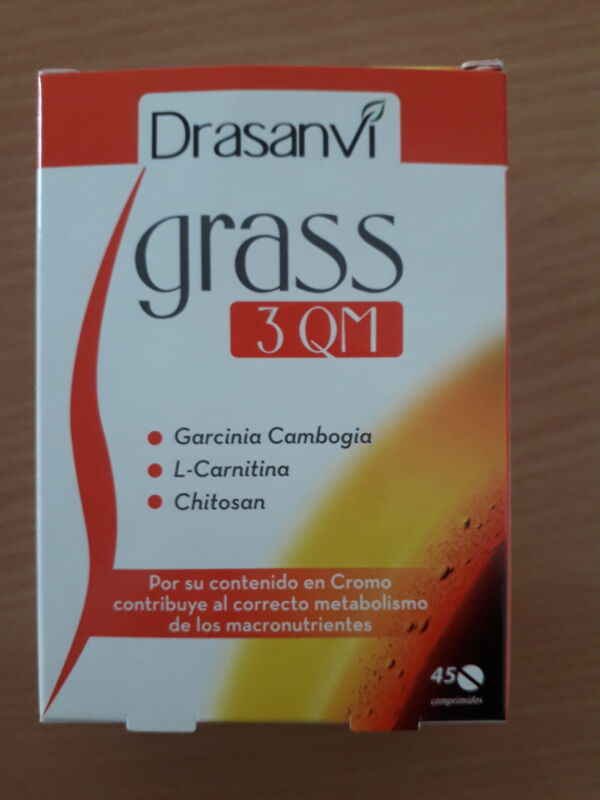 Drasanvi
grass
3 QM
Garcinia Cambogia
L-Carnitina
Chitosan
Por su contenido en Cromo
contribuye al correcto metabolismo
de los macronutrientes
45
comprimidos